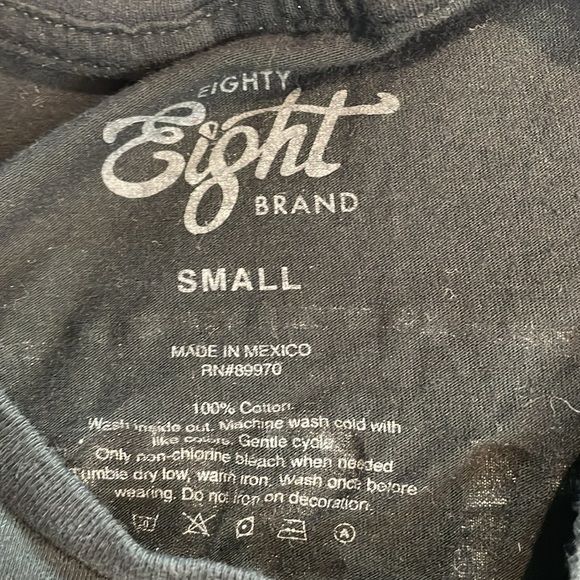 EIGHTY
Eight
BRAND
SMALL
MADE IN MEXICO
RN#89970
100% Cotton.
Wash inside out. Machine wash cold with
like colors. Gentle cycle.
Only non-chlorine bleach when needed
Tumble dry low, warm iron. Wash once before
wearing. Do not iron on decoration.
A